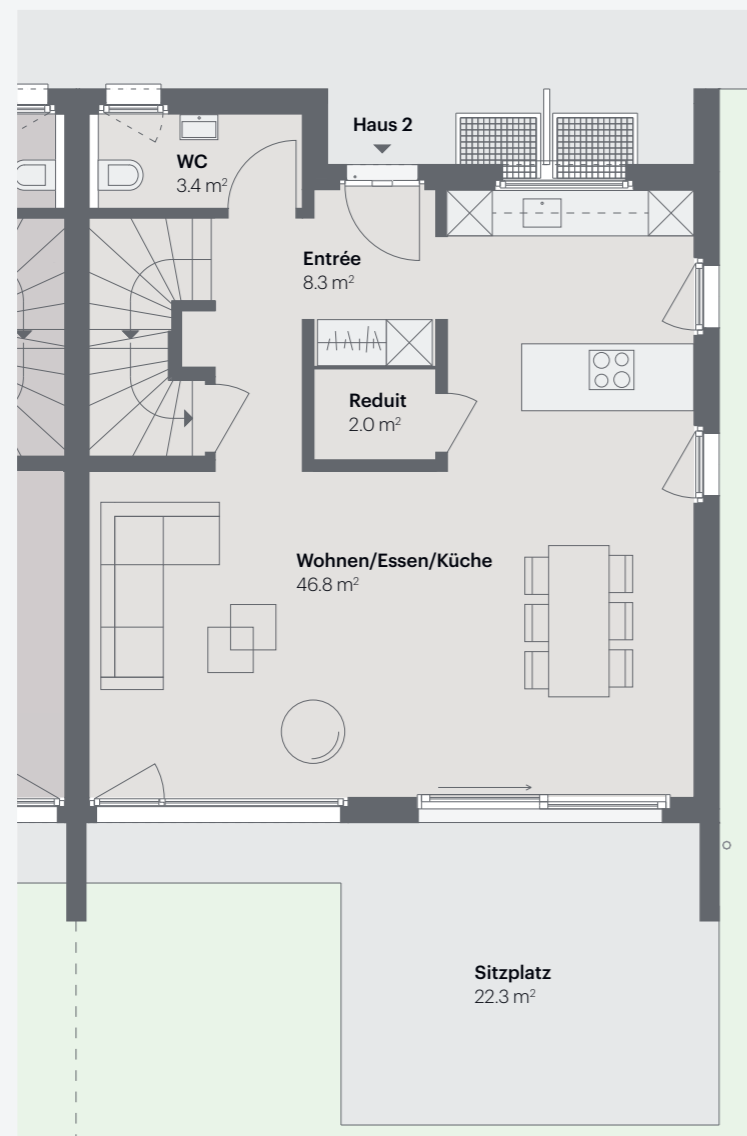 Haus 2
WC
3.4 m²
Entrée
8.3 m²
Reduit
2.0 m²
Wohnen/Essen/Küche
46.8 m²
Sitzplatz
22.3 m²